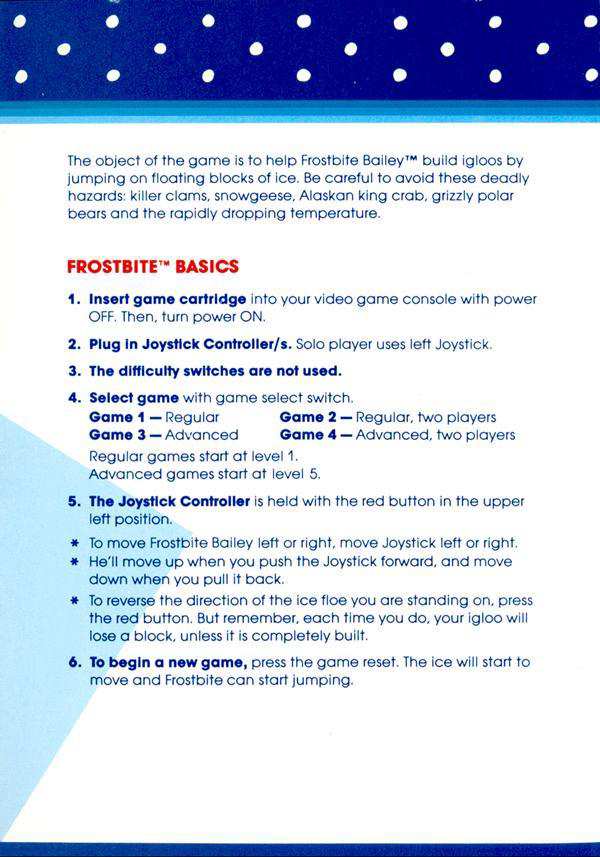 The object of the game is to help Frostbite Bailey™ build igloos by
jumping on floating blocks of ice. Be careful to avoid these deadly
hazards: killer clams, snowgeese, Alaskan king crab, grizzly polar
bears and the rapidly dropping temperature.
FROSTBITE™ BASICS
1. Insert game cartridge into your video game console with power
OFF. Then, turn power ON.
2. Plug in Joystick Controller/s. Solo player uses left Joystick.
3. The difficulty switches are not used.
4. Select game with game select switch.
Game 1 — Regular Game 2 — Regular, two players
Game 3 — Advanced Game 4 — Advanced, two players
Regular games start at level 1.
Advanced games start at level 5.
5. The Joystick Controller is held with the red button in the upper
left position.
* To move Frostbite Bailey left or right, move Joystick left or right.
* He'll move up when you push the Joystick forward, and move
down when you pull it back.
* To reverse the direction of the ice floe you are standing on, press
the red button. But remember, each time you do, your igloo will
lose a block, unless it is completely built.
6. To begin a new game, press the game reset. The ice will start to
move and Frostbite can start jumping.